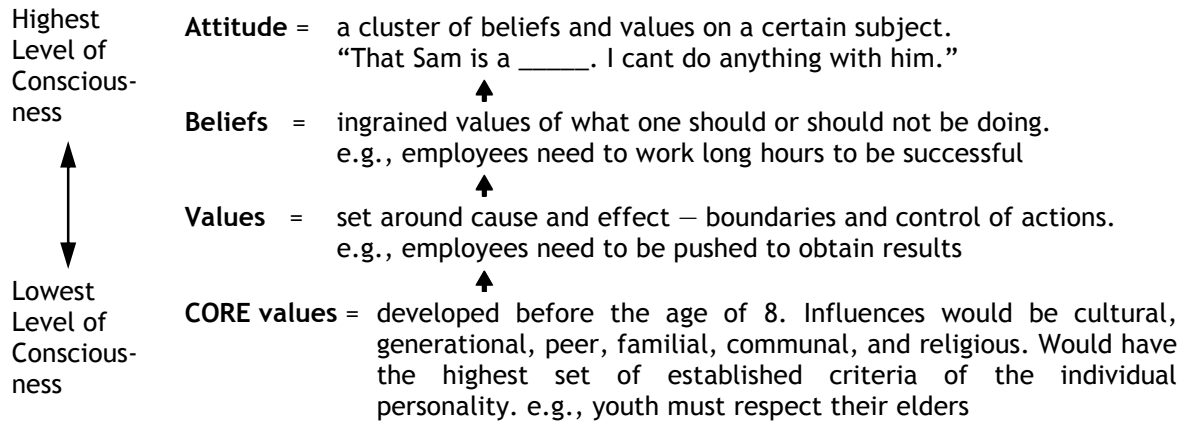 Highest
Level of
Conscious-
ness
Attitude = a cluster of beliefs and values on a certain subject.
“That Sam is a _____. I cant do anything with him.”
Beliefs = ingrained values of what one should or should not be doing.
e.g., employees need to work long hours to be successful
Values = set around cause and effect — boundaries and control of actions.
e.g., employees need to be pushed to obtain results
Lowest
Level of
Conscious-
ness
CORE values = developed before the age of 8. Influences would be cultural,
generational, peer, familial, communal, and religious. Would have
the highest set of established criteria of the individual
personality. e.g., youth must respect their elders